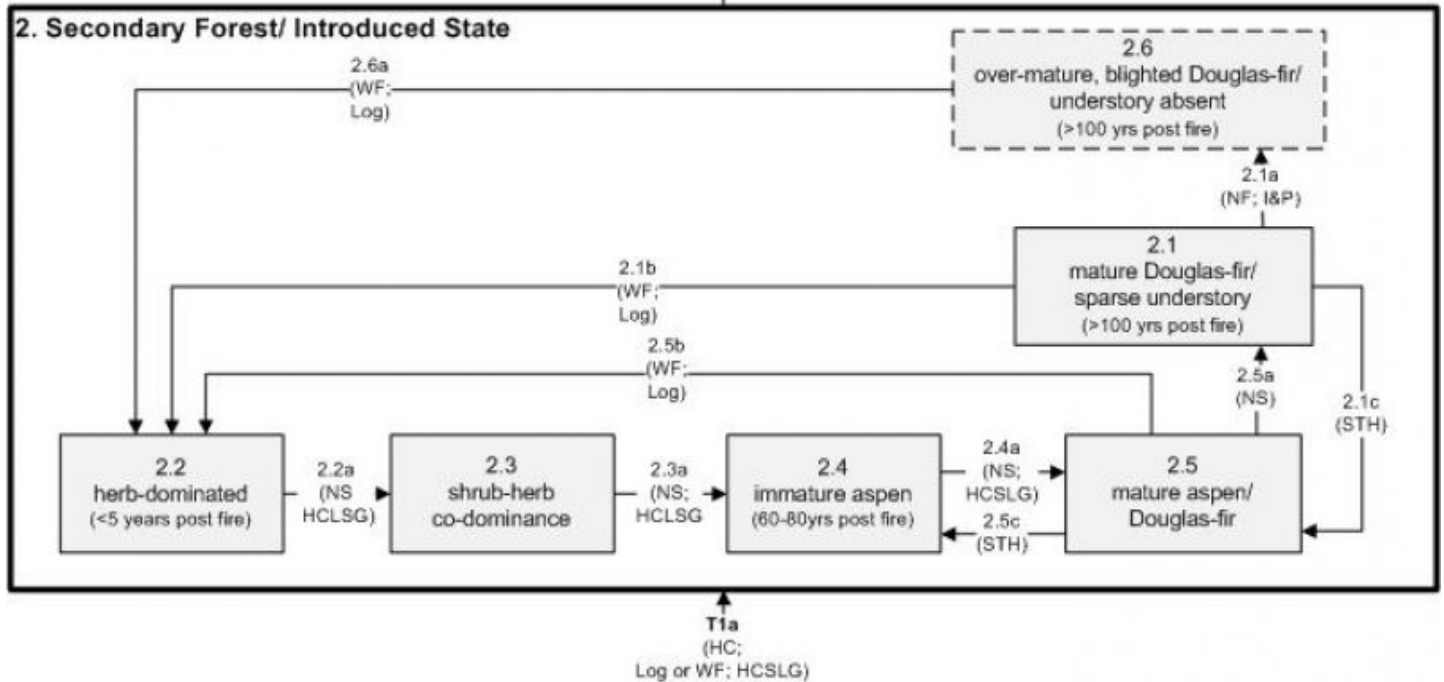 2. Secondary Forest/ Introduced State
2.6
over-mature, blighted Douglas-fir/
understory absent
(>100 yrs post fire)
2.6a
(WF;
Log)
2.1a
(NF; I&P)
2.1
mature Douglas-fir/
sparse understory
(>100 yrs post fire)
2.1b
(WF;
Log)
2.5b
(WF;
Log)
2.5a
(NS)
2.1c
(STH)
2.2
herb-dominated
(<5 years post fire)
2.2a
(NS
HCLSG)
2.3
shrub-herb
co-dominance
2.3a
(NS;
HCLSG
2.4
immature aspen
(60-80yrs post fire)
2.4a
(NS;
HCSLG)
2.5c
(STH)
2.5
mature aspen/
Douglas-fir
T1a
(HC;
Log or WF; HCSLG)